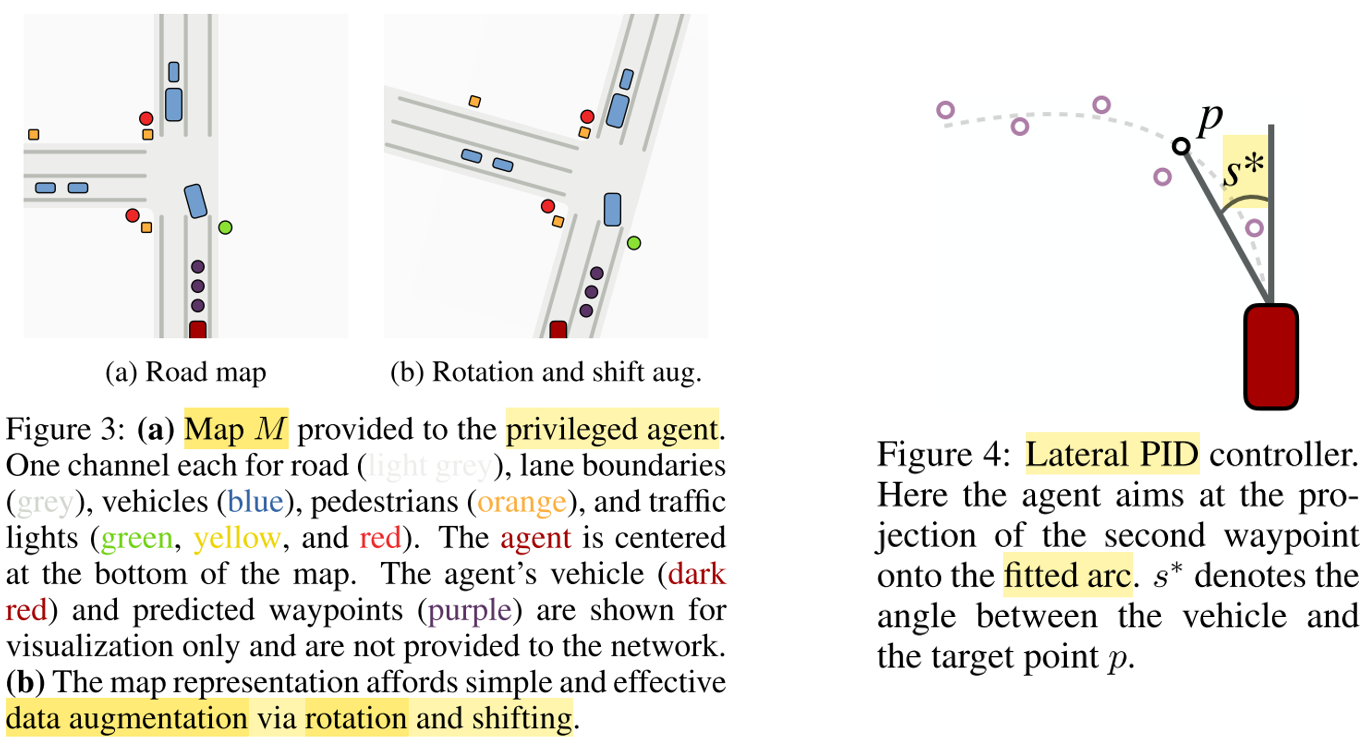 (a) Road map
(b) Rotation and shift aug.
Figure 3: (a) Map M provided to the privileged agent.
One channel each for road (light grey), lane boundaries
(grey), vehicles (blue), pedestrians (orange), and traffic
lights (green, yellow, and red). The agent is centered
at the bottom of the map. The agent's vehicle (dark
red) and predicted waypoints (purple) are shown for
visualization only and are not provided to the network.
(b) The map representation affords simple and effective
data augmentation via rotation and shifting.
p
s*
Figure 4: Lateral PID controller.
Here the agent aims at the pro-
jection of the second waypoint
onto the fitted arc. s* denotes the
angle between the vehicle and
the target point p.